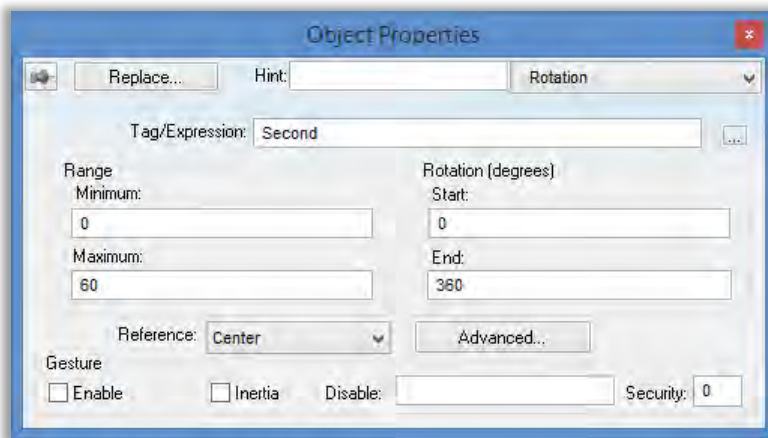 Object Properties
x
Replace... Hint: Rotation
Tag/Expression: Second ...
Range Rotation (degrees)
Minimum: Start:
0 0
Maximum: End:
60 360
Reference: Center Advanced...
Gesture
Enable Inertia Disable: Security: 0